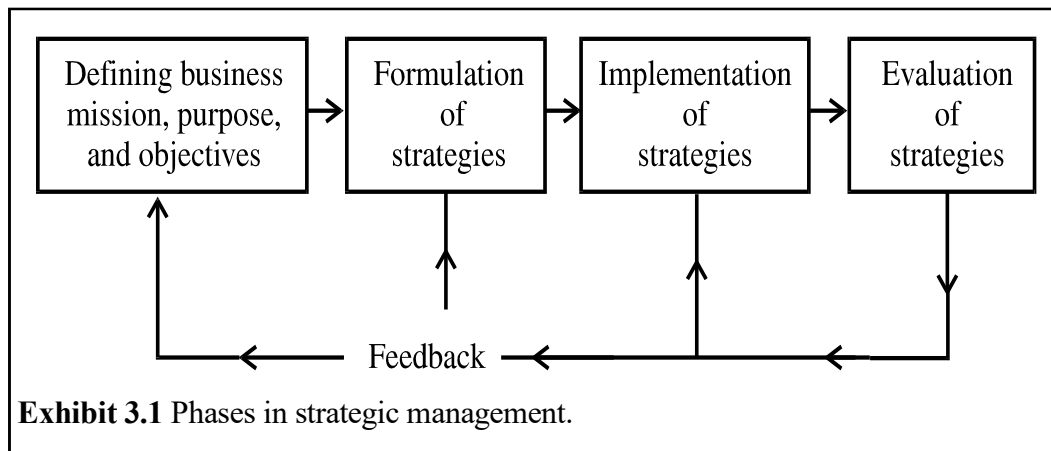 Defining business
mission, purpose,
and objectives
Formulation
of
strategies
Implementation
of
strategies
Evaluation
of
strategies
Feedback
Exhibit 3.1 Phases in strategic management.